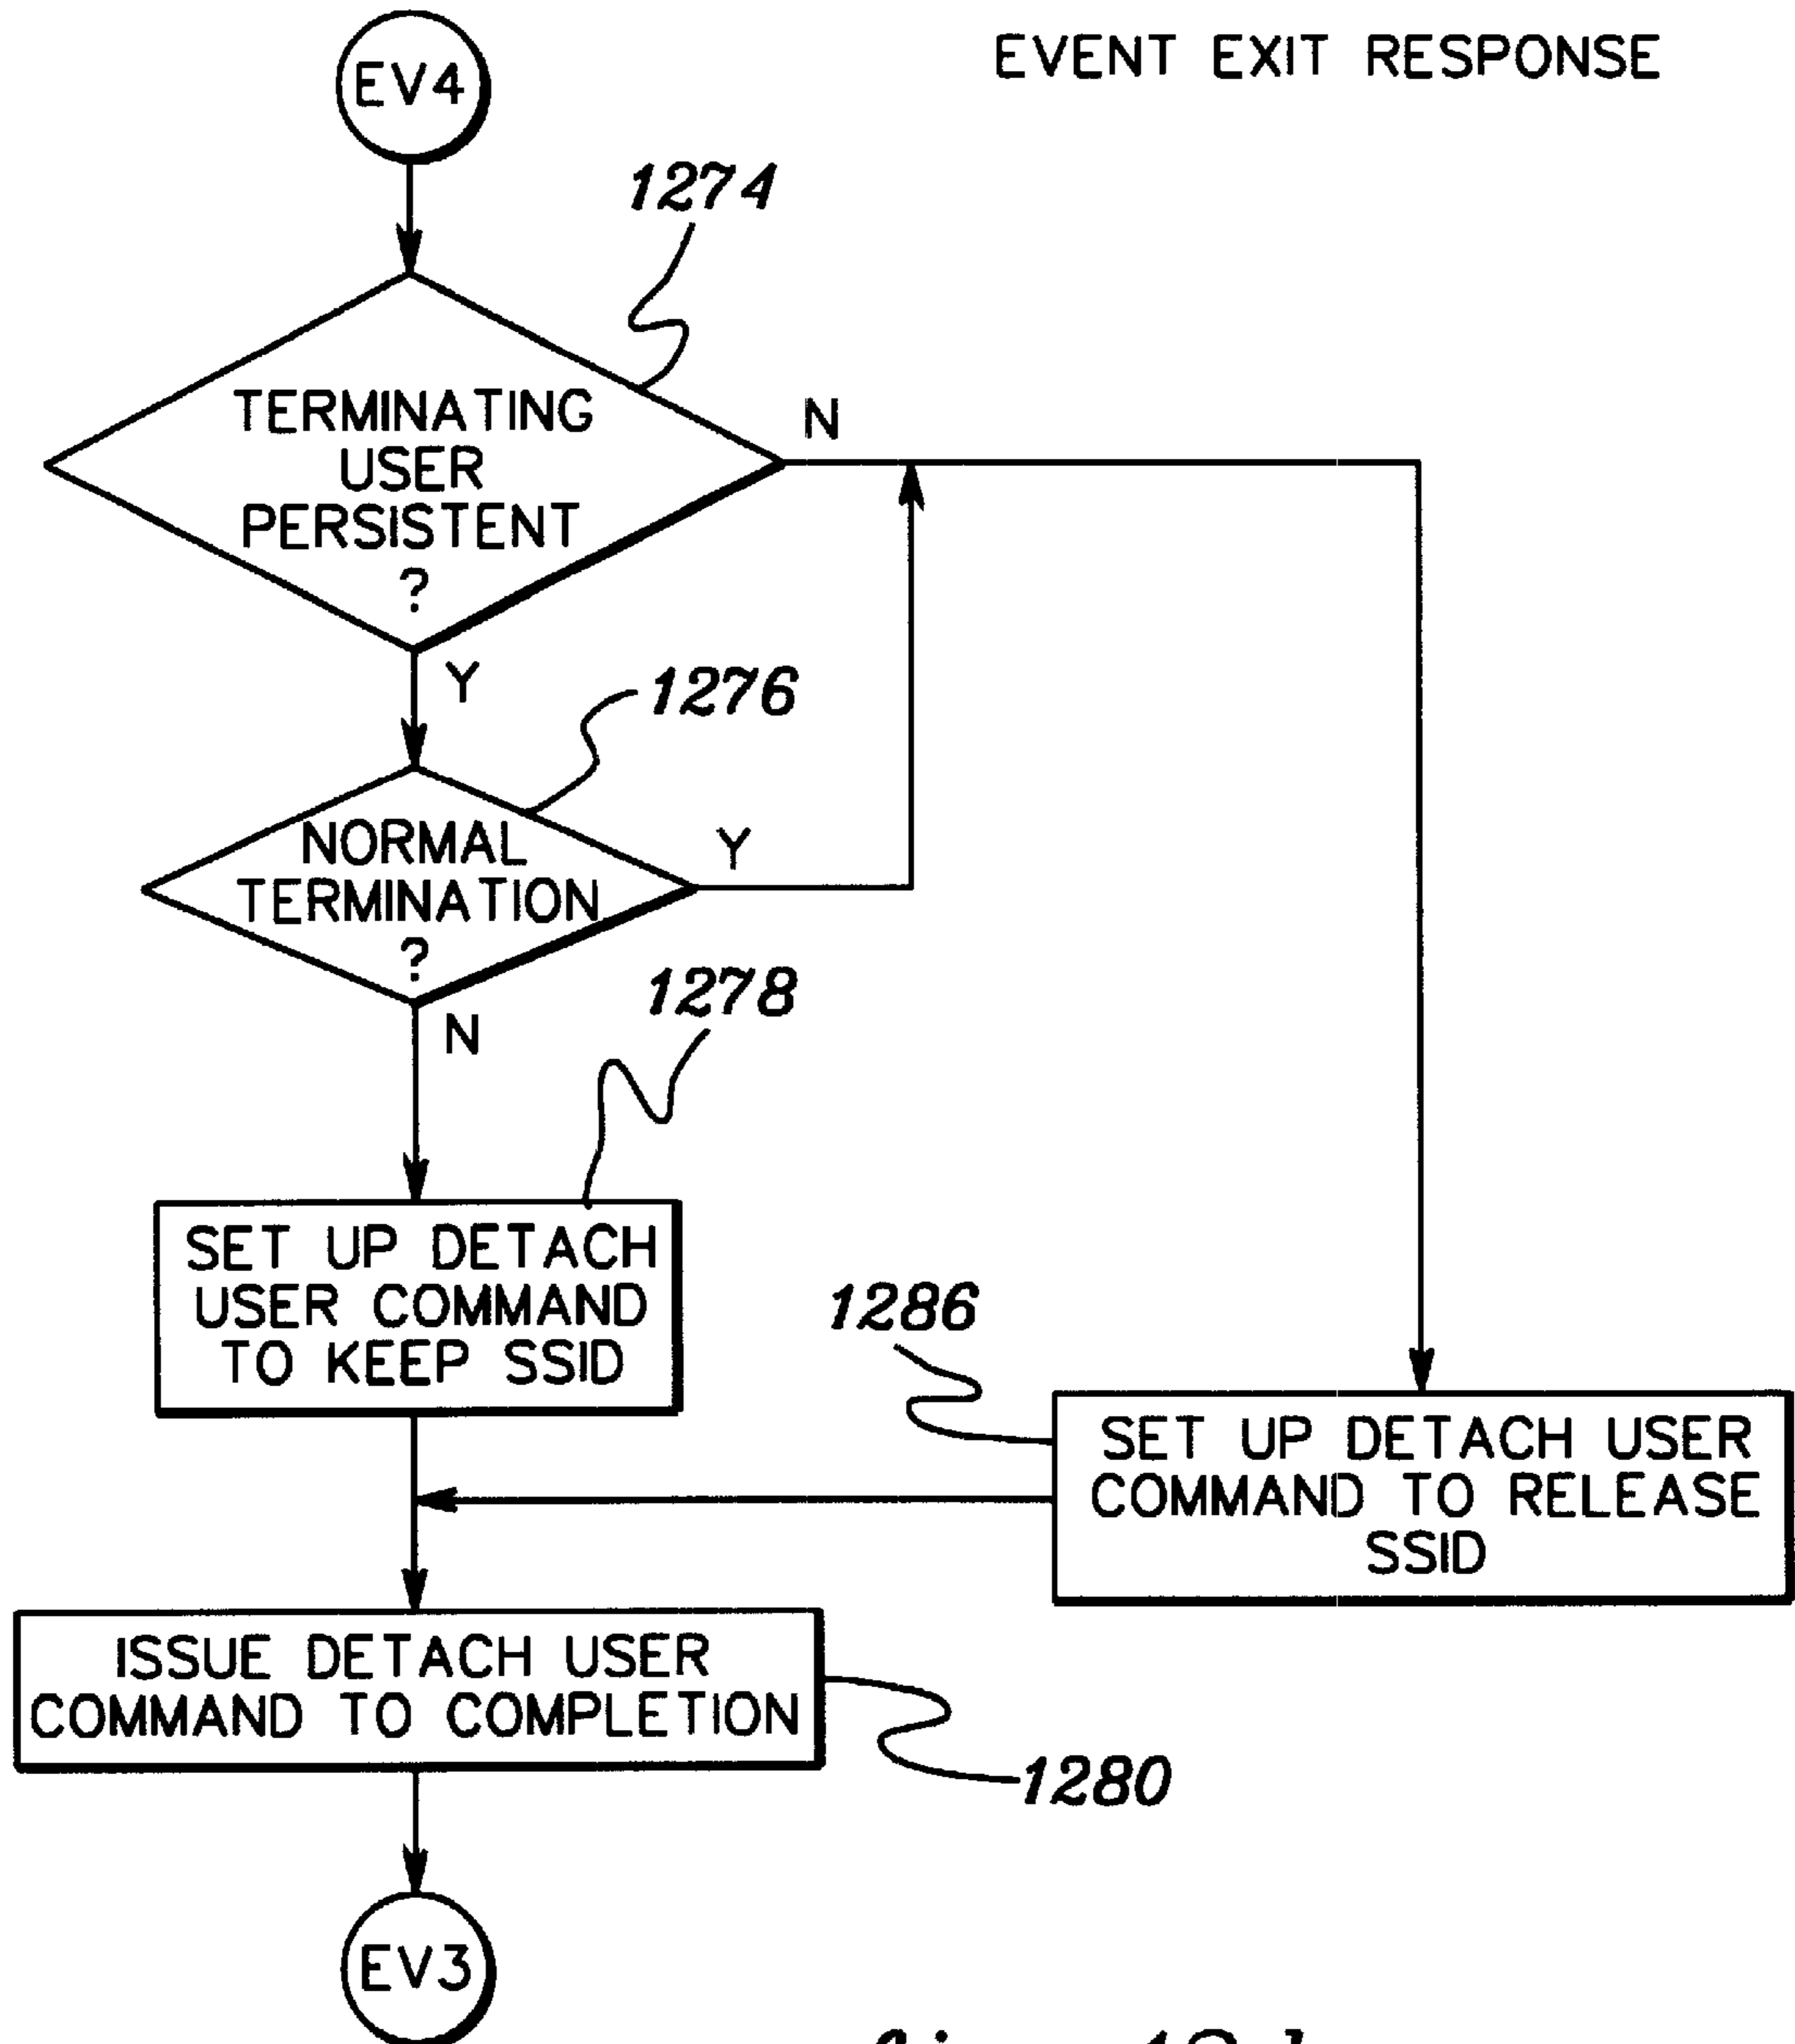 EVENT EXIT RESPONSE
EV4
1274
TERMINATING
USER
PERSISTENT
?
N
Y
1276
NORMAL
TERMINATION
?
Y
N
1278
SET UP DETACH
USER COMMAND
TO KEEP SSID
1286
SET UP DETACH USER
COMMAND TO RELEASE
SSID
ISSUE DETACH USER
COMMAND TO COMPLETION
1280
EV3